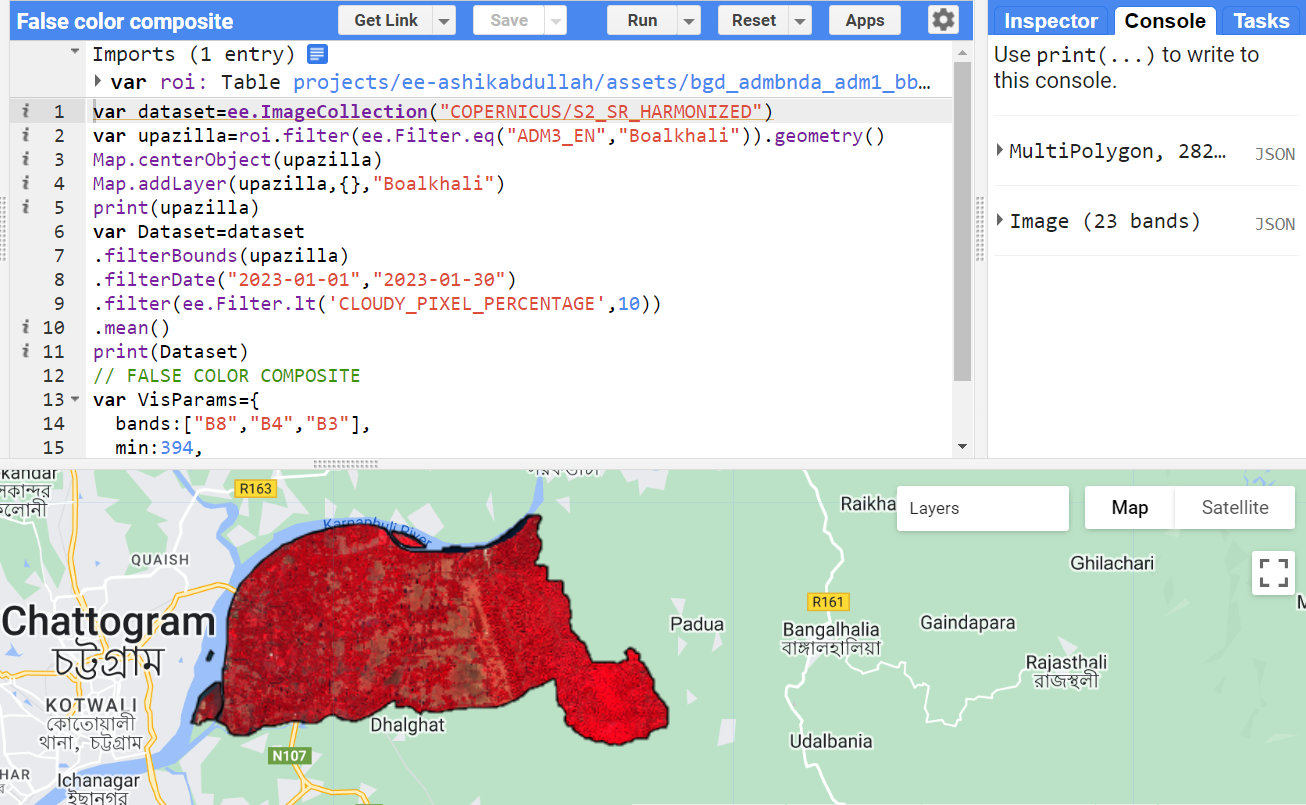 False color composite
Get Link
Save
Run
Reset
Apps
Inspector
Console
Tasks
Imports (1 entry)
var roi: Table projects/ee-ashikabdullah/assets/bgd_admbnda_adm1_bb…
i 1 var dataset=ee.ImageCollection("COPERNICUS/S2_SR_HARMONIZED")
i 2 var upazilla=roi.filter(ee.Filter.eq("ADM3_EN","Boalkhali")).geometry()
i 3 Map.centerObject(upazilla)
i 4 Map.addLayer(upazilla,{},"Boalkhali")
i 5 print(upazilla)
6 var Dataset=dataset
7 .filterBounds(upazilla)
8 .filterDate("2023-01-01","2023-01-30")
9 .filter(ee.Filter.lt('CLOUDY_PIXEL_PERCENTAGE',10))
i 10 .mean()
i 11 print(Dataset)
12 // FALSE COLOR COMPOSITE
13 var VisParams={
14 bands:["B8","B4","B3"],
15 min:394,
Use print(...) to write to
this console.
MultiPolygon, 282… JSON
Image (23 bands) JSON
R163
Karnaphuli River
Raikha
Layers
Map
Satellite
QUAISH
Ghilachari
R161
Chattogram
চট্টগ্রাম
Padua
Bangalhalia
বাঙ্গালহালিয়া
Gaindapara
Rajasthali
রাজস্থলী
KOTWALI
কোতোয়ালী
থানা, চট্টগ্রাম
Dhalghat
Udalbania
N107
Ichanagar
ইছানগর